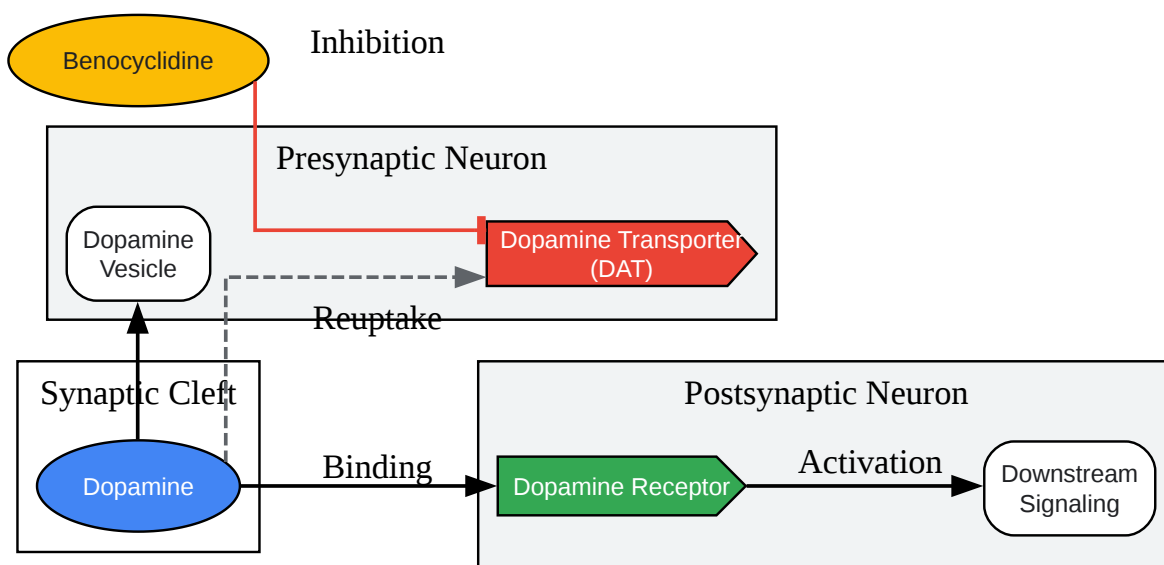 Benocyclidine
Inhibition
Presynaptic Neuron
Dopamine
Vesicle
Dopamine Transporter
(DAT)
Reuptake
Synaptic Cleft
Postsynaptic Neuron
Dopamine
Binding
Dopamine Receptor
Activation
Downstream
Signaling